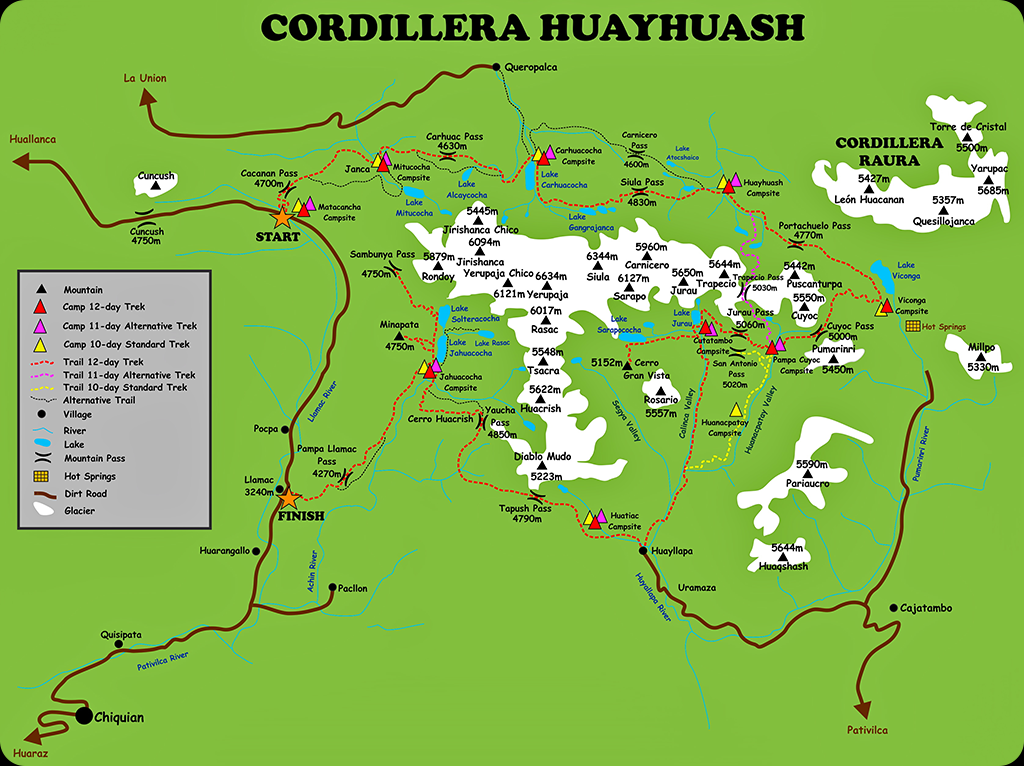 CORDILLERA HUAYHUASH
La Union
Queropalca
Huallanca
Carhuac Pass
4630m
Carnicero
Pass
4600m
Lake
Atocshaico
Torre de Cristal
5500m
CORDILLERA
RAURA
Janca
Mitucocha
Campsite
Carhuacocha
Campsite
Cuncush
Cacanan Pass
4700m
Lake
Alcaycocha
Lake
Carhuacocha
Siula Pass
4830m
Huayhuash
Campsite
5427m
León Huacanan
Yarupac
5685m
Matacancha
Campsite
Lake
Mitucocha
Lake
Gangrajanca
5357m
Quesillojanca
Cuncush
4750m
START
5445m
Jirishanca Chico
Portachuelo Pass
4770m
Sambunya Pass
4750m
6094m
Jirishanca
5879m
Rondoy
Yerupaja Chico
6121m
6634m
Yerupaja
6344m
Siula
5960m
Carnicero
6127m
Sarapo
5650m
Jurau
5644m
Trapecio
Trapecio Pass
5030m
5442m
Puscanturpa
5550m
Cuyoc
Lake
Viconga
Viconga
Campsite
Hot Springs
Mountain
Camp 12-day Trek
Camp 11-day Alternative Trek
Camp 10-day Standard Trek
Trail 12-day Trek
Trail 11-day Alternative Trek
Trail 10-day Standard Trek
Alternative Trail
Village
River
Lake
Mountain Pass
Hot Springs
Dirt Road
Glacier
Minapata
4750m
Lake
Solteracocha
Lake
Jahuacocha
Lake Rasac
6017m
Rasac
Lake
Sarapococha
Lake
Jurau
Jurau Pass
5060m
Cuyoc Pass
5000m
Cutatambo
Campsite
San Antonio
Pass
5020m
Pampa Cuyoc
Campsite
Pumarinri
5450m
Millpo
5330m
Jahuacocha
Campsite
5548m
Tsacra
5152m
Cerro
Gran Vista
Rosario
5557m
5622m
Huacrish
Llamac River
Cerro Huacrish
Yaucha
Pass
4850m
Segya Valley
Calinca Valley
Huanacpatay
Campsite
Huanacpatay Valley
Pumarinri River
Pocpa
Pampa Llamac
Pass
4270m
Diablo Mudo
5223m
5590m
Pariaucro
Llamac
3240m
FINISH
Tapush Pass
4790m
Huatiac
Campsite
Huarangallo
Achin River
Huayllapa
5644m
Huaqshash
Pacllon
Huyallapa River
Uramaza
Cajatambo
Quisipata
Pativilca River
Chiquian
Huaraz
Pativilca